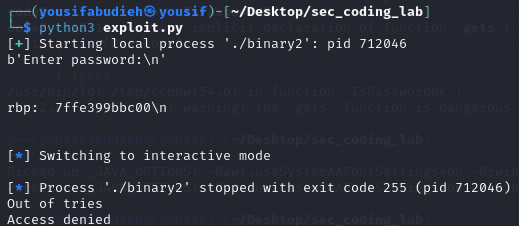 ┌──(yousifabudieh㉿yousif)-[~/Desktop/sec_coding_lab]
└─$ python3 exploit.py
[+] Starting local process './binary2': pid 712046
b'Enter password:\n'
rbp:  7ffe399bbc00\n
[*] Switching to interactive mode
[*] Process './binary2' stopped with exit code 255 (pid 712046)
Out of tries
Access denied